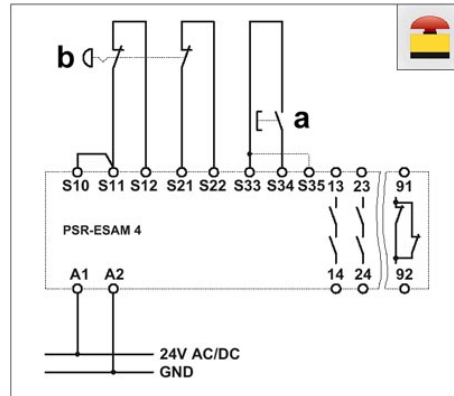 b
a
S10 S11 S12 S21 S22 S33 S34 S35 13 23 91
PSR-ESAM 4
14 24 92
A1 A2
24V AC/DC
GND